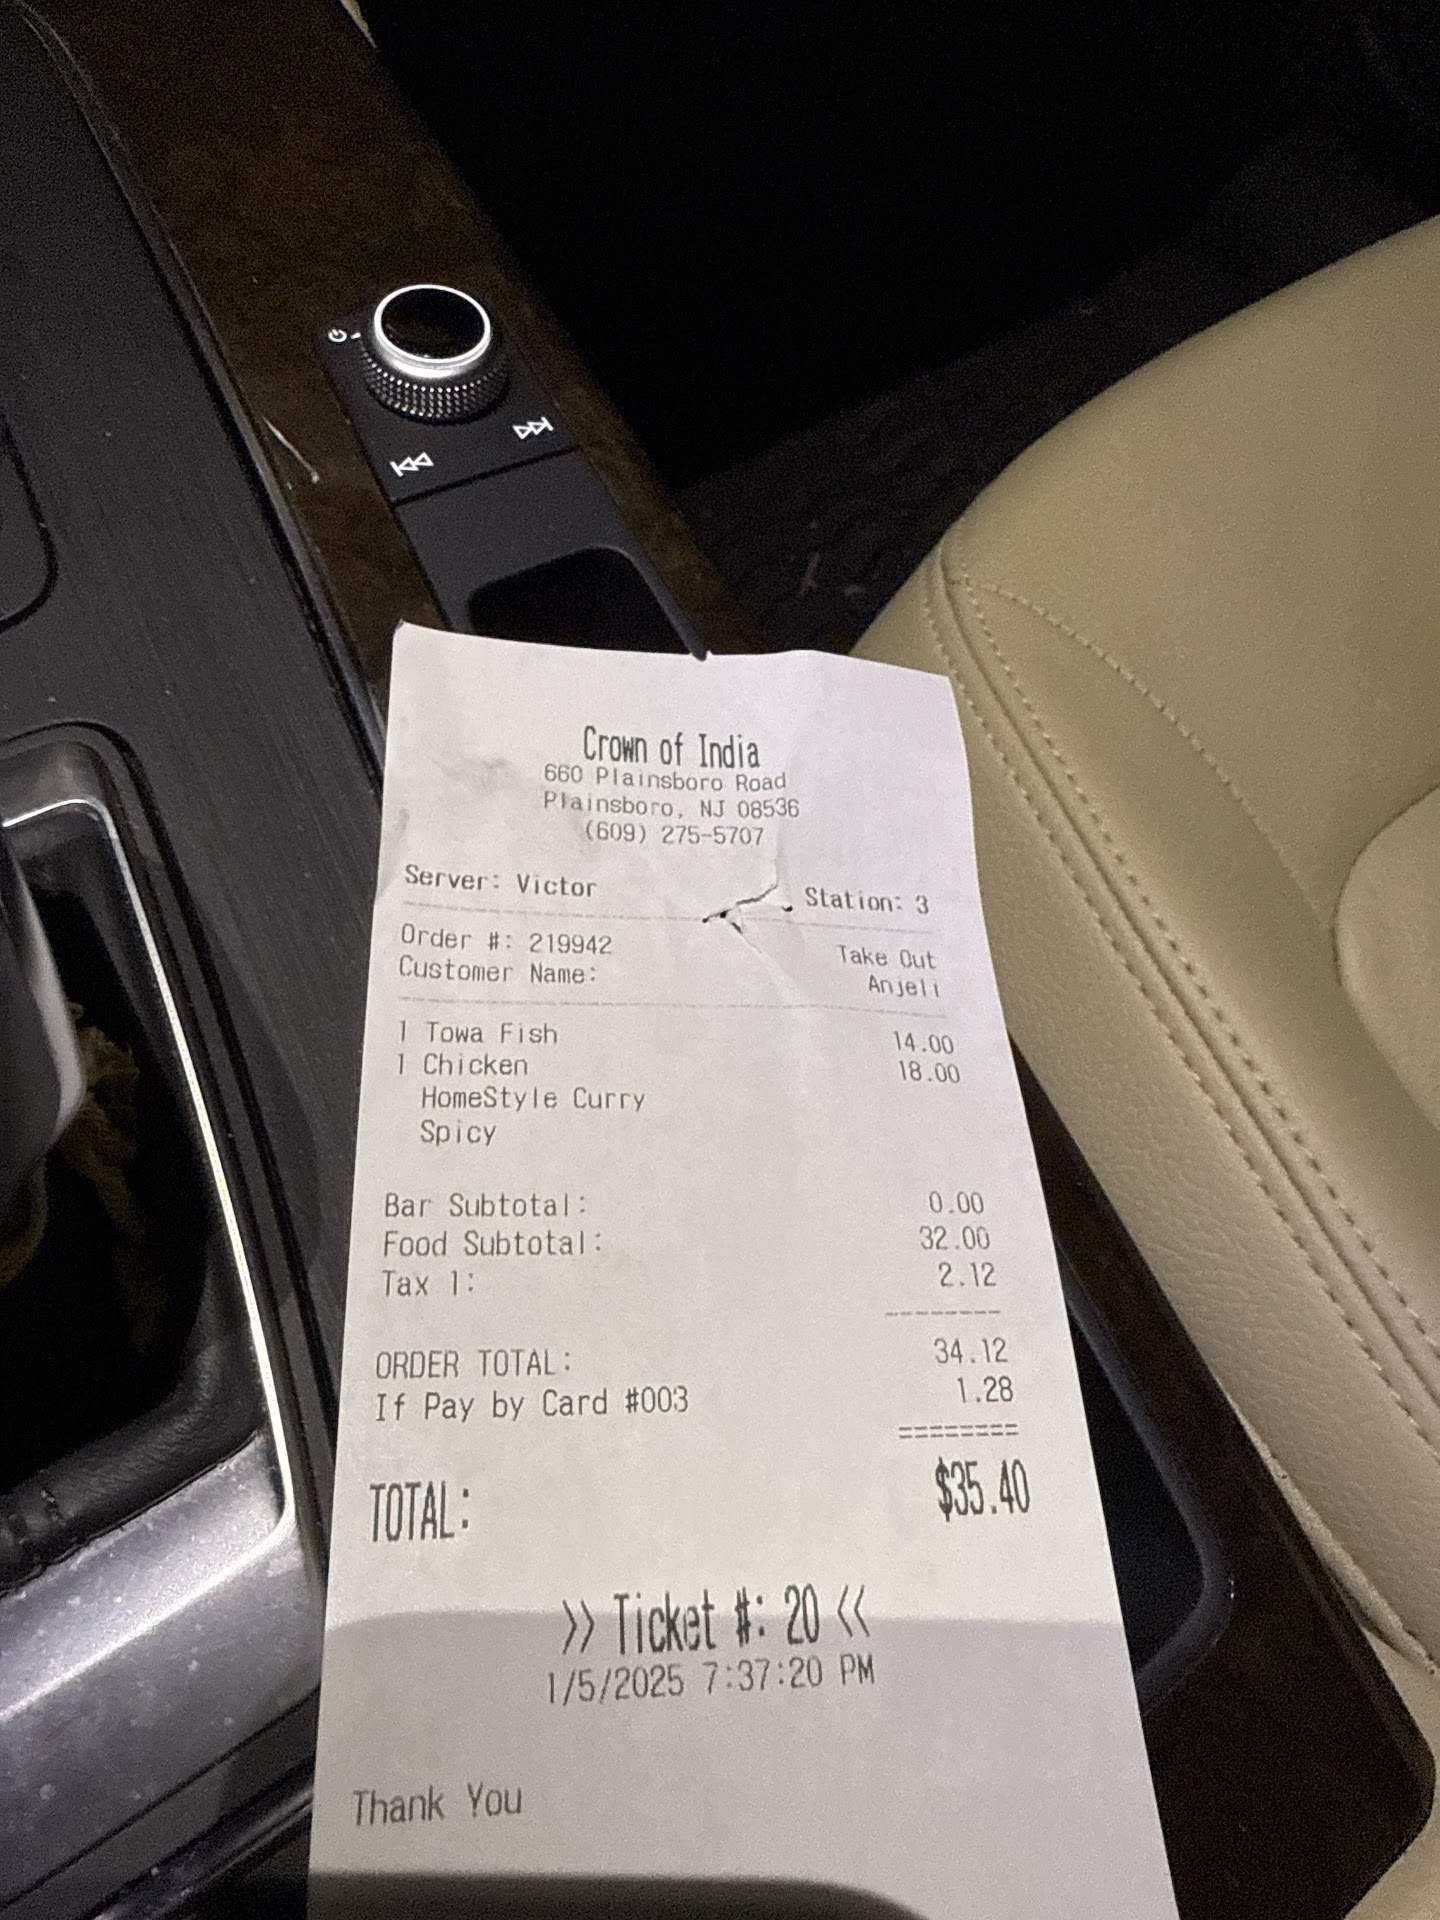 Crown of India
660 Plainsboro Road
Plainsboro, NJ 08536
(609) 275-5707
Server: Victor Station: 3
Order #: 219942 Take Out
Customer Name: Anjeli
1 Towa Fish 14.00
1 Chicken 18.00
HomeStyle Curry
Spicy
Bar Subtotal: 0.00
Food Subtotal: 32.00
Tax 1: 2.12
--------
ORDER TOTAL: 34.12
If Pay by Card #003 1.28
========
TOTAL: $35.40
>> Ticket #: 20 <<
1/5/2025 7:37:20 PM
Thank You